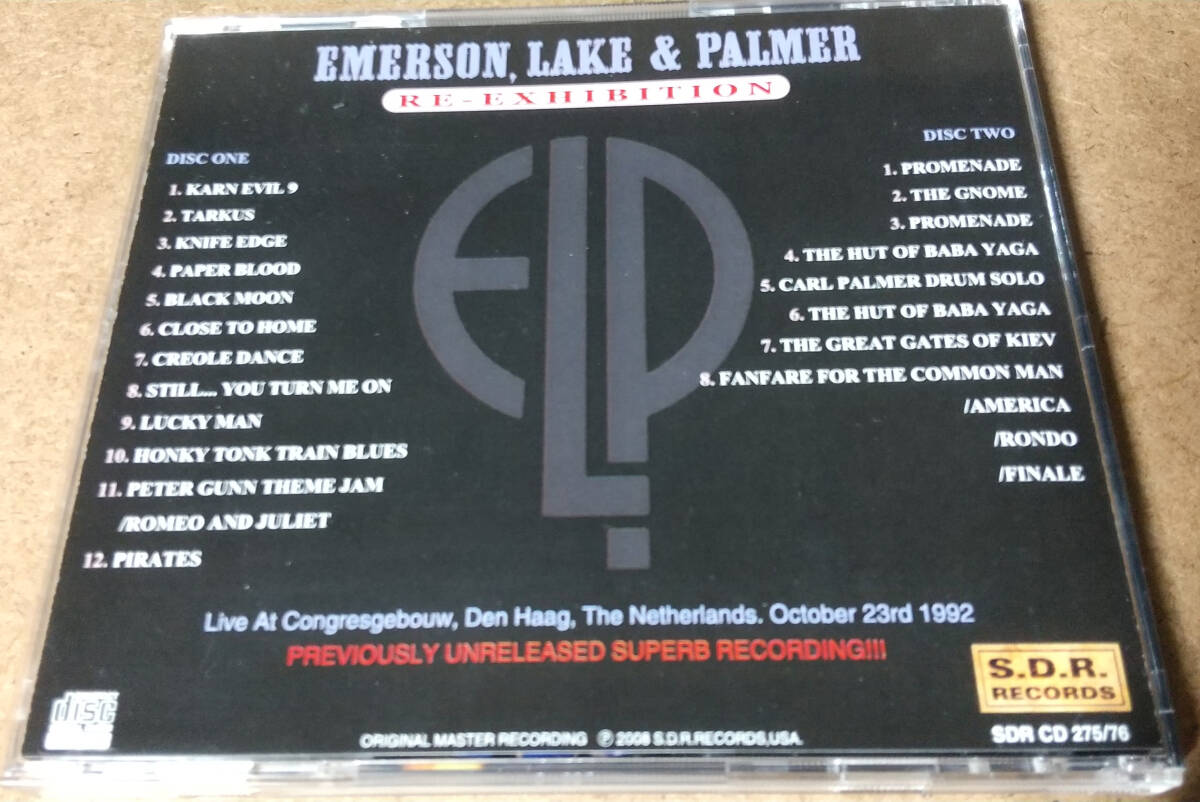 EMERSON, LAKE & PALMER
RE-EXHIBITION
DISC ONE
1. KARN EVIL 9
2. TARKUS
3. KNIFE EDGE
4. PAPER BLOOD
5. BLACK MOON
6. CLOSE TO HOME
7. CREOLE DANCE
8. STILL... YOU TURN ME ON
9. LUCKY MAN
10. HONKY TONK TRAIN BLUES
11. PETER GUNN THEME JAM
/ROMEO AND JULIET
12. PIRATES
DISC TWO
1. PROMENADE
2. THE GNOME
3. PROMENADE
4. THE HUT OF BABA YAGA
5. CARL PALMER DRUM SOLO
6. THE HUT OF BABA YAGA
7. THE GREAT GATES OF KIEV
8. FANFARE FOR THE COMMON MAN
/AMERICA
/RONDO
/FINALE
ELP
Live At Congresgebouw, Den Haag, The Netherlands. October 23rd 1992
PREVIOUSLY UNRELEASED SUPERB RECORDING!!!
S.D.R.
RECORDS
disc
ORIGINAL MASTER RECORDING ℗ 2008 S.D.R.RECORDS,USA.
SDR CD 275/76